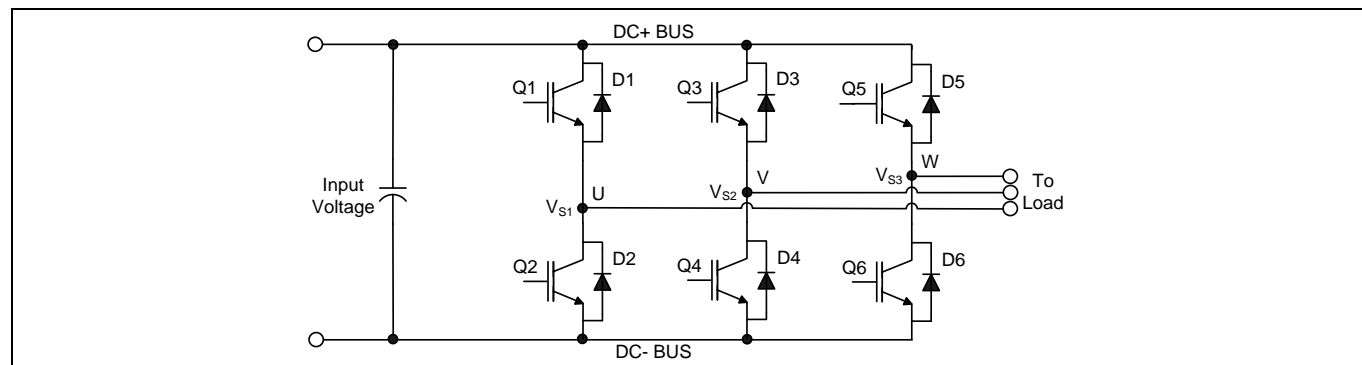 DC+ BUS
Q1
D1
Q3
D3
Q5
D5
Input
Voltage
U
VS1
V
VS2
W
VS3
To
Load
Q2
D2
Q4
D4
Q6
D6
DC- BUS